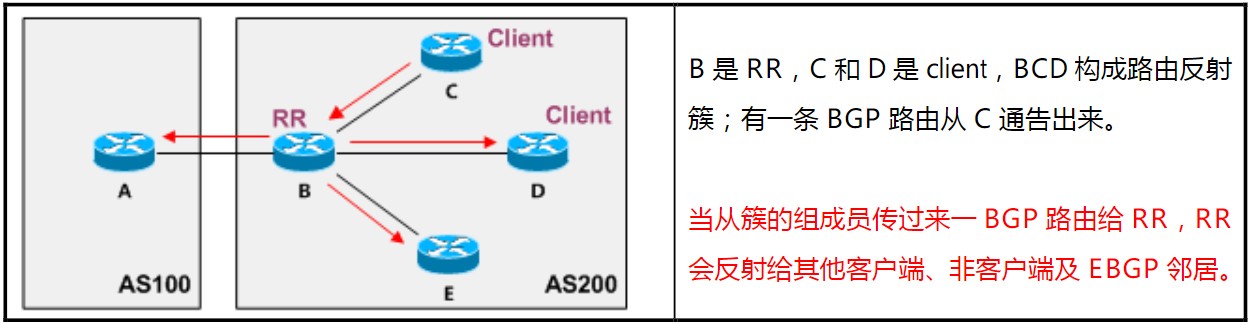 Client
C
RR
Client
A
B
D
E
AS100
AS200
B 是 RR，C 和 D 是 client，BCD 构成路由反射
簇；有一条 BGP 路由从 C 通告出来。
当从簇的组成员传过来一 BGP 路由给 RR，RR
会反射给其他客户端、非客户端及 EBGP 邻居。